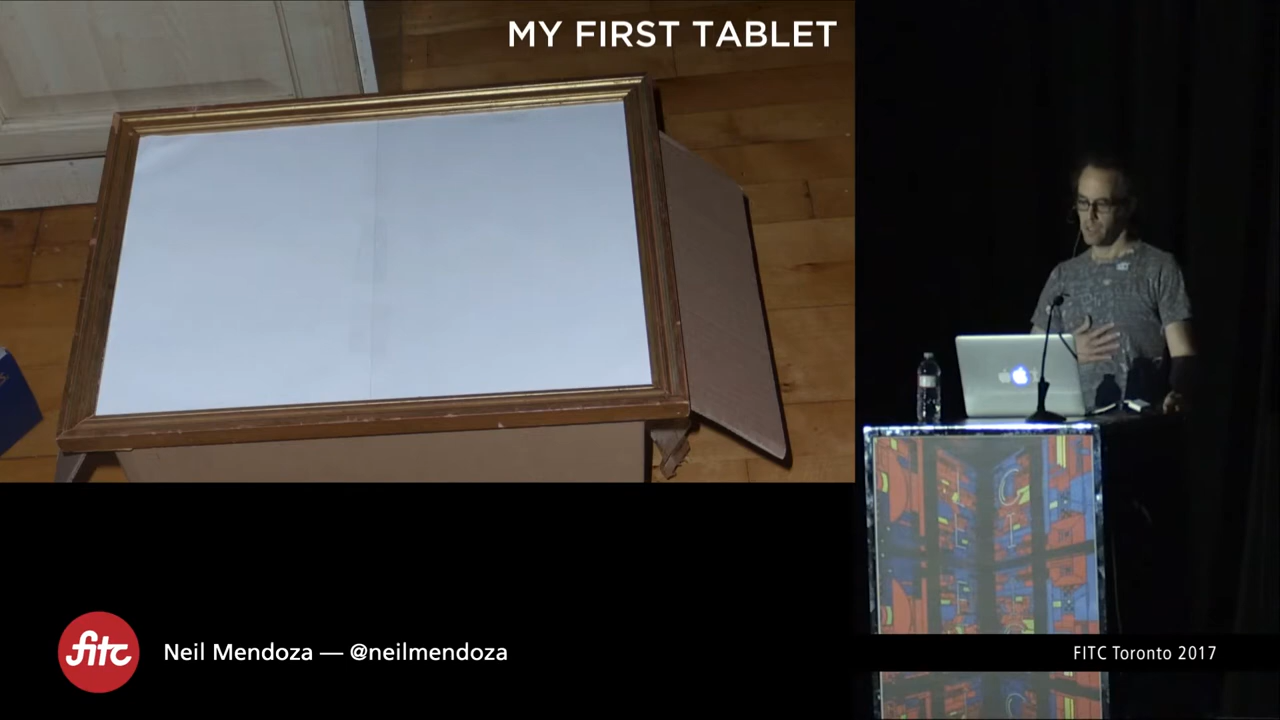 MY FIRST TABLET
fitc
Neil Mendoza — @neilmendoza
FITC Toronto 2017